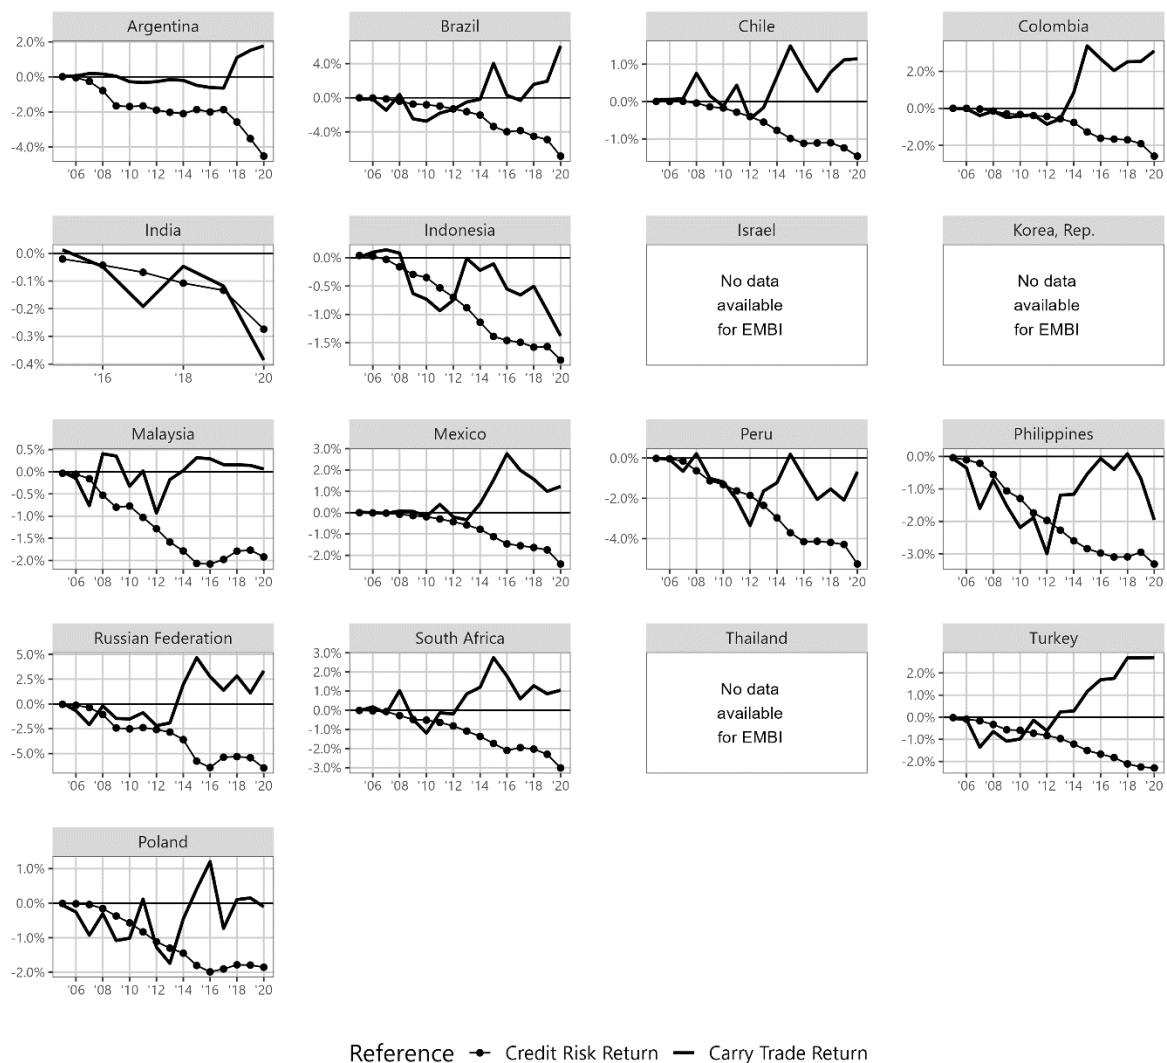 Argentina
2.0%
0.0%
-2.0%
-4.0%
'06 '08 '10 '12 '14 '16 '18 '20
Brazil
4.0%
0.0%
-4.0%
'06 '08 '10 '12 '14 '16 '18 '20
Chile
1.0%
0.0%
-1.0%
'06 '08 '10 '12 '14 '16 '18 '20
Colombia
2.0%
0.0%
-2.0%
'06 '08 '10 '12 '14 '16 '18 '20
India
0.0%
-0.1%
-0.2%
-0.3%
-0.4%
'16 '18 '20
Indonesia
0.0%
-0.5%
-1.0%
-1.5%
'06 '08 '10 '12 '14 '16 '18 '20
Israel
No data
available
for EMBI
Korea, Rep.
No data
available
for EMBI
Malaysia
0.5%
0.0%
-0.5%
-1.0%
-1.5%
-2.0%
'06 '08 '10 '12 '14 '16 '18 '20
Mexico
3.0%
2.0%
1.0%
0.0%
-1.0%
-2.0%
'06 '08 '10 '12 '14 '16 '18 '20
Peru
0.0%
-2.0%
-4.0%
'06 '08 '10 '12 '14 '16 '18 '20
Philippines
0.0%
-1.0%
-2.0%
-3.0%
'06 '08 '10 '12 '14 '16 '18 '20
Russian Federation
5.0%
2.5%
0.0%
-2.5%
-5.0%
'06 '08 '10 '12 '14 '16 '18 '20
South Africa
3.0%
2.0%
1.0%
0.0%
-1.0%
-2.0%
-3.0%
'06 '08 '10 '12 '14 '16 '18 '20
Thailand
No data
available
for EMBI
Turkey
2.0%
1.0%
0.0%
-1.0%
-2.0%
'06 '08 '10 '12 '14 '16 '18 '20
Poland
1.0%
0.0%
-1.0%
-2.0%
'06 '08 '10 '12 '14 '16 '18 '20
Reference Credit Risk Return Carry Trade Return